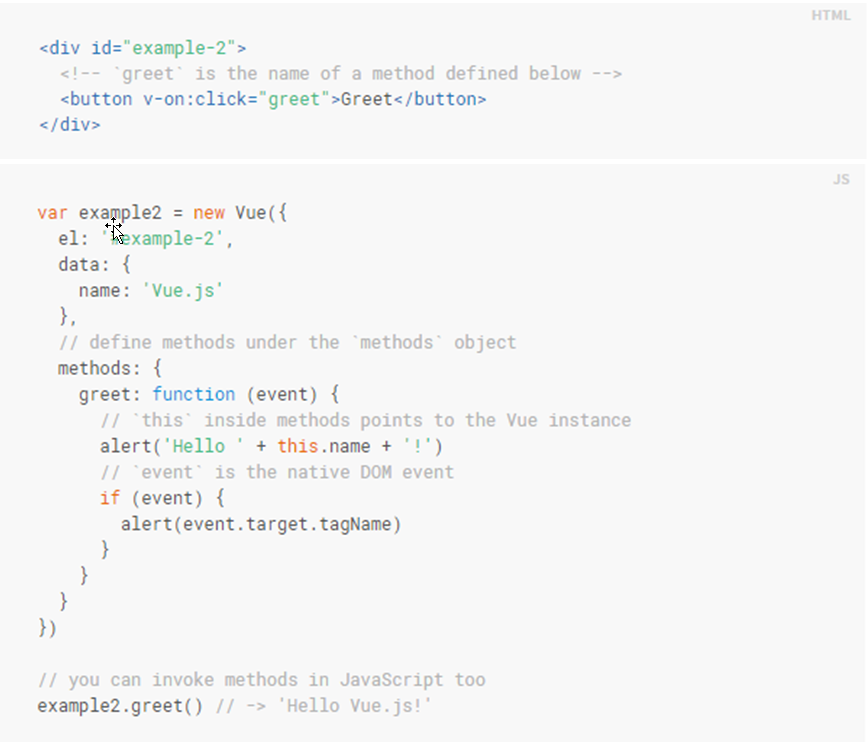 HTML
<div id="example-2">
  <!-- `greet` is the name of a method defined below -->
  <button v-on:click="greet">Greet</button>
</div>
JS
var example2 = new Vue({
  el: '#example-2',
  data: {
    name: 'Vue.js'
  },
  // define methods under the `methods` object
  methods: {
    greet: function (event) {
      // `this` inside methods points to the Vue instance
      alert('Hello ' + this.name + '!')
      // `event` is the native DOM event
      if (event) {
        alert(event.target.tagName)
      }
    }
  }
})
// you can invoke methods in JavaScript too
example2.greet() // -> 'Hello Vue.js!'